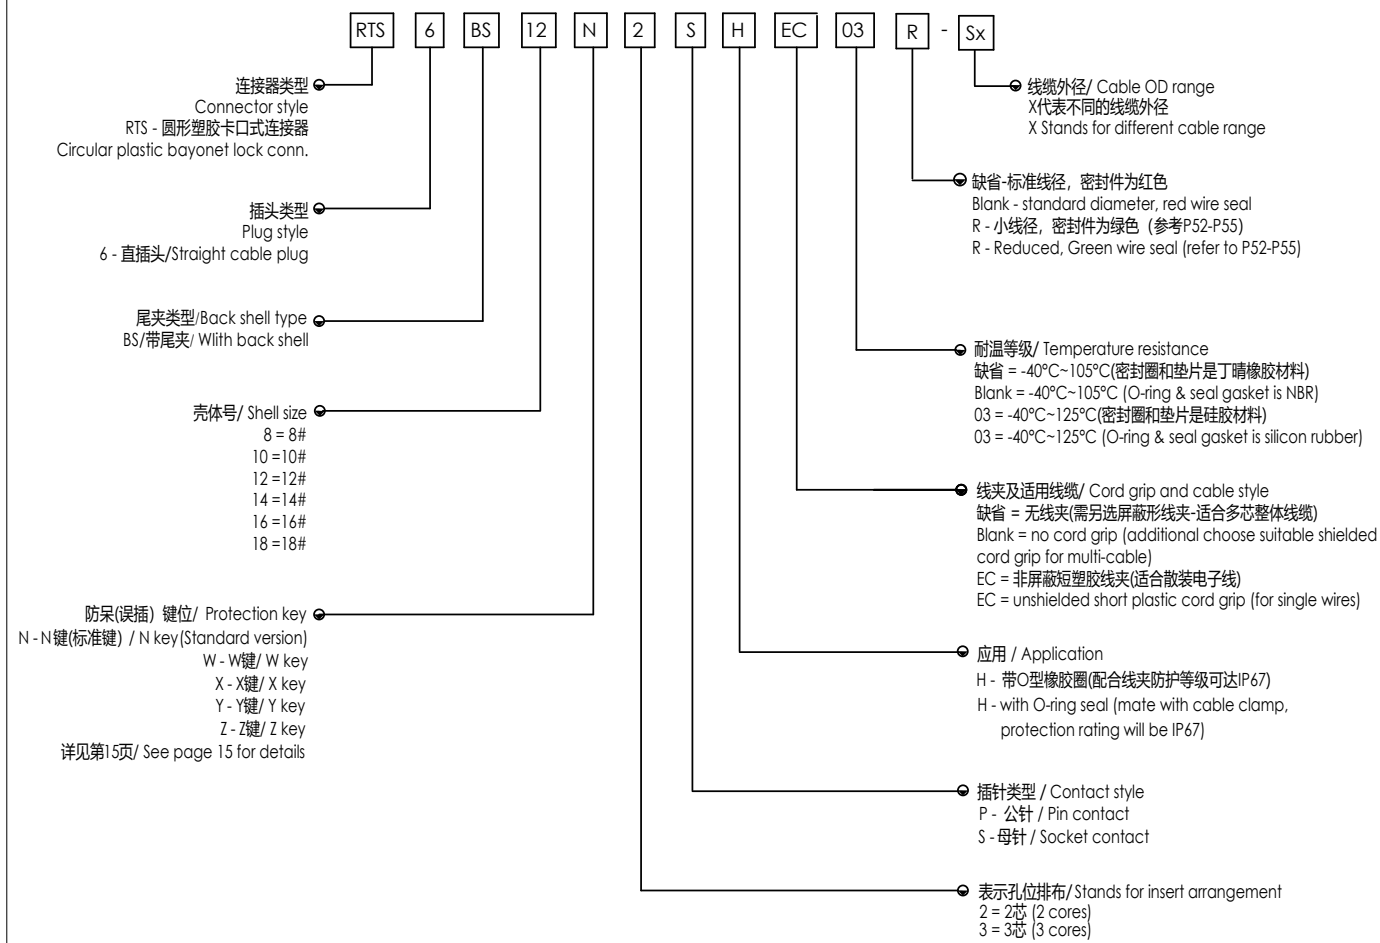 RTS 6 BS 12 N 2 S H EC 03 R - Sx
连接器类型
Connector style
RTS - 圆形塑胶卡口式连接器
Circular plastic bayonet lock conn.
插头类型
Plug style
6 - 直插头/Straight cable plug
尾夹类型/Back shell type
BS/带尾夹/ Wlith back shell
壳体号/ Shell size
8 = 8#
10 =10#
12 =12#
14 =14#
16 =16#
18 =18#
防呆(误插) 键位/ Protection key
N - N键(标准键) / N key(Standard version)
W - W键/ W key
X - X键/ X key
Y - Y键/ Y key
Z - Z键/ Z key
详见第15页/ See page 15 for details
线缆外径/ Cable OD range
X代表不同的线缆外径
X Stands for different cable range
缺省-标准线径，密封件为红色
Blank - standard diameter, red wire seal
R - 小线径，密封件为绿色 (参考P52-P55)
R - Reduced, Green wire seal (refer to P52-P55)
耐温等级/ Temperature resistance
缺省 = -40°C~105°C(密封圈和垫片是丁晴橡胶材料)
Blank = -40°C~105°C (O-ring & seal gasket is NBR)
03 = -40°C~125°C(密封圈和垫片是硅胶材料)
03 = -40°C~125°C (O-ring & seal gasket is silicon rubber)
线夹及适用线缆/ Cord grip and cable style
缺省 = 无线夹(需另选屏蔽形线夹-适合多芯整体线缆)
Blank = no cord grip (additional choose suitable shielded
cord grip for multi-cable)
EC = 非屏蔽短塑胶线夹(适合散装电子线)
EC = unshielded short plastic cord grip (for single wires)
应用 / Application
H - 带O型橡胶圈(配合线夹防护等级可达IP67)
H - with O-ring seal (mate with cable clamp,
protection rating will be IP67)
插针类型 / Contact style
P - 公针 / Pin contact
S - 母针 / Socket contact
表示孔位排布/ Stands for insert arrangement
2 = 2芯 (2 cores)
3 = 3芯 (3 cores)